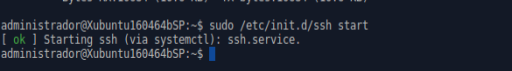 administrador@Xubuntu160464bSP:~$ sudo /etc/init.d/ssh start
[ ok ] Starting ssh (via systemctl): ssh.service.
administrador@Xubuntu160464bSP:~$